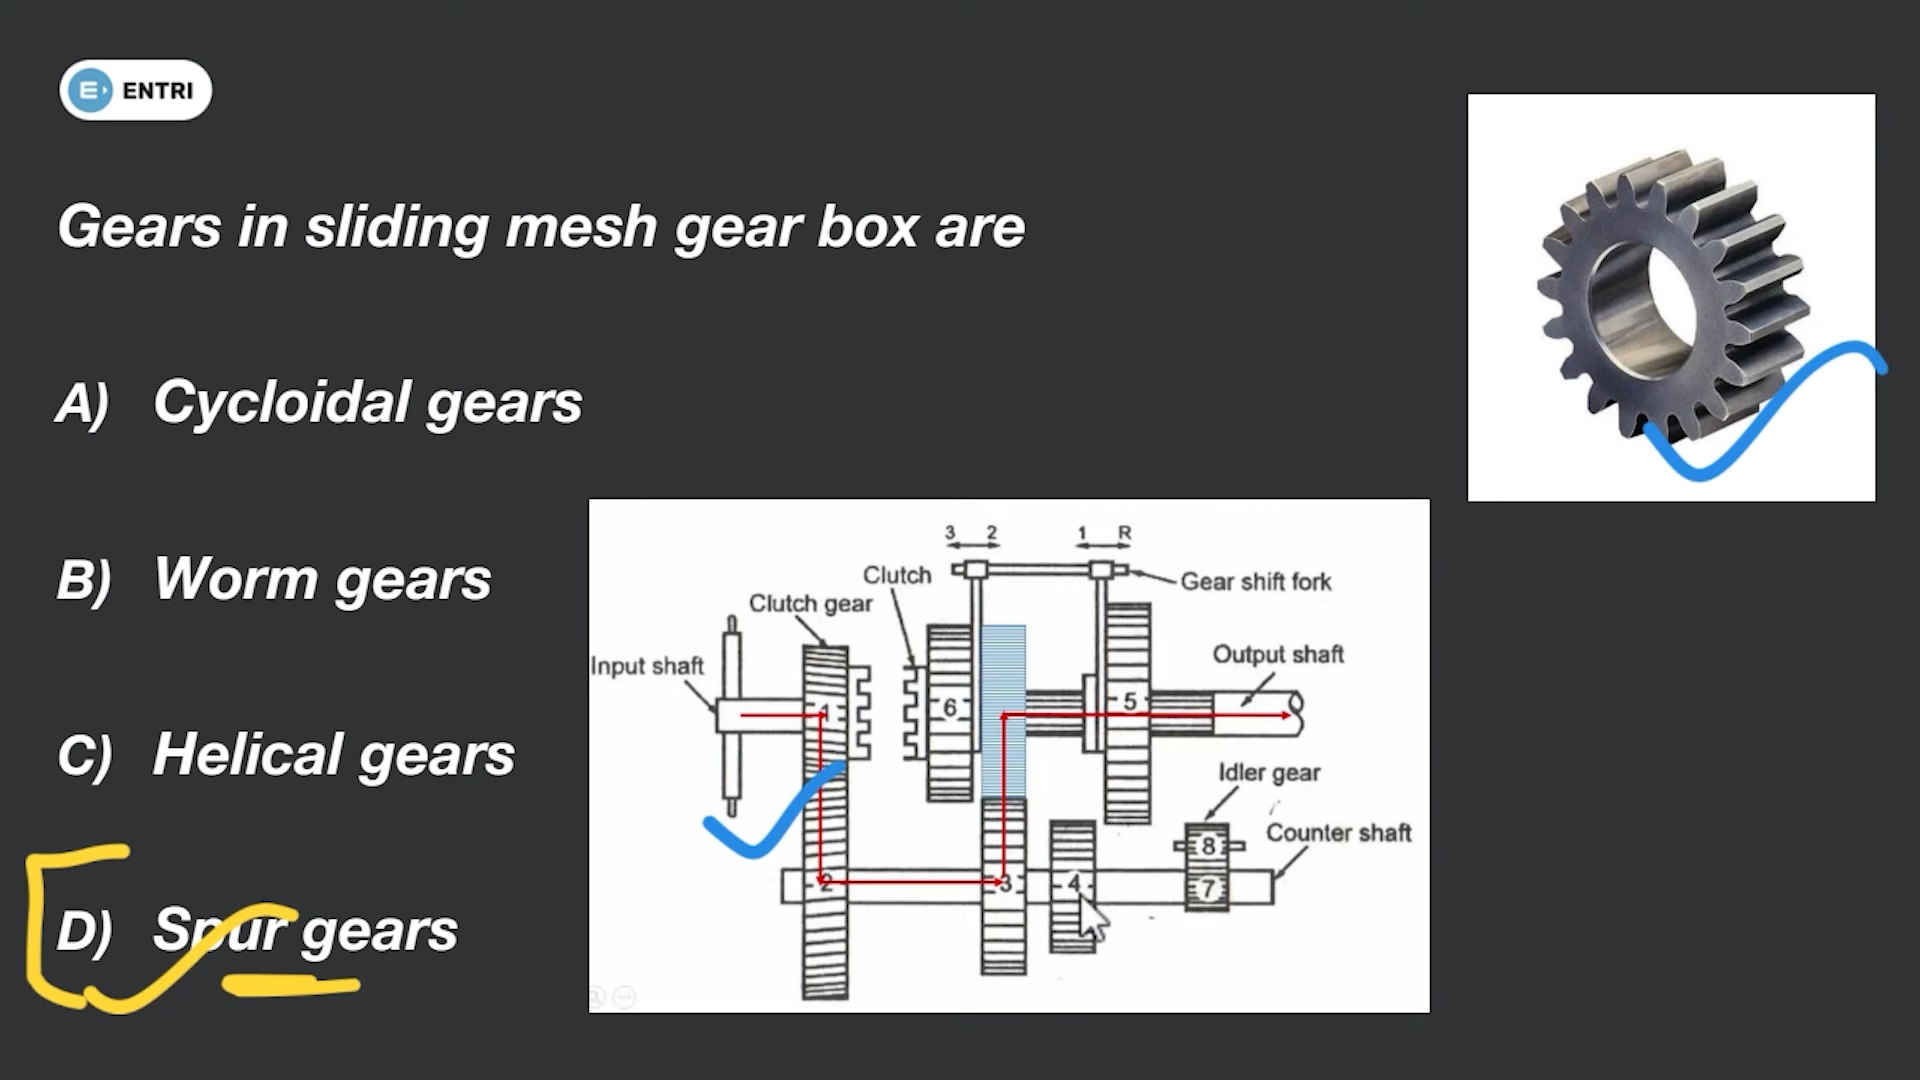 ENTRI
Gears in sliding mesh gear box are
A) Cycloidal gears
B) Worm gears
C) Helical gears
D) Spur gears
3 2 1 R
Clutch
Gear shift fork
Clutch gear
Input shaft
Output shaft
1 6 5
Idler gear
Counter shaft
8
2 3 4 7